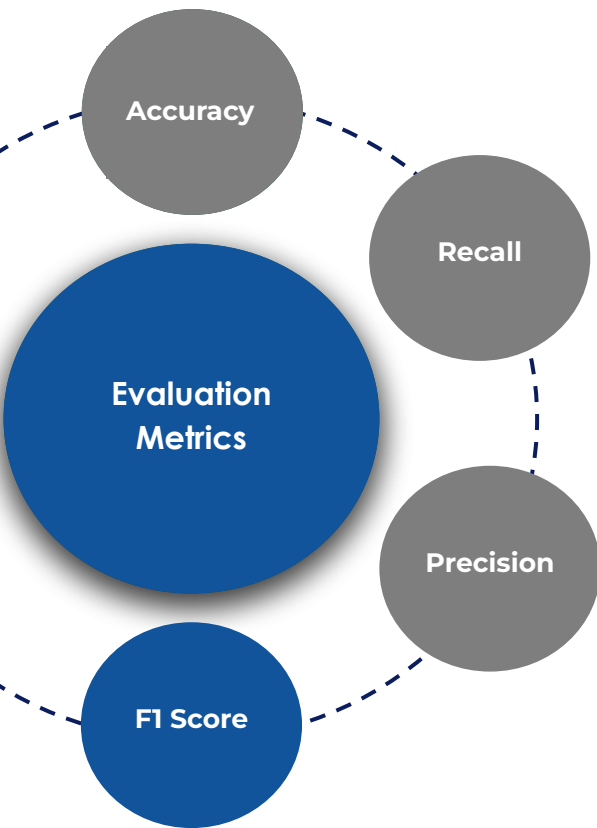 Accuracy
Recall
Evaluation
Metrics
Precision
F1 Score